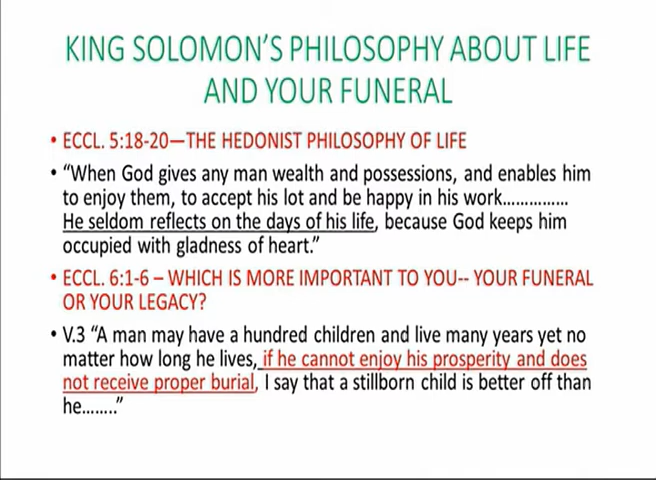 KING SOLOMON'S PHILOSOPHY ABOUT LIFE
AND YOUR FUNERAL
• ECCL. 5:18-20—THE HEDONIST PHILOSOPHY OF LIFE
• "When God gives any man wealth and possessions, and enables him
to enjoy them, to accept his lot and be happy in his work……………
He seldom reflects on the days of his life, because God keeps him
occupied with gladness of heart."
• ECCL. 6:1-6 – WHICH IS MORE IMPORTANT TO YOU-- YOUR FUNERAL
OR YOUR LEGACY?
• V.3 "A man may have a hundred children and live many years yet no
matter how long he lives, if he cannot enjoy his prosperity and does
not receive proper burial, I say that a stillborn child is better off than
he…….."